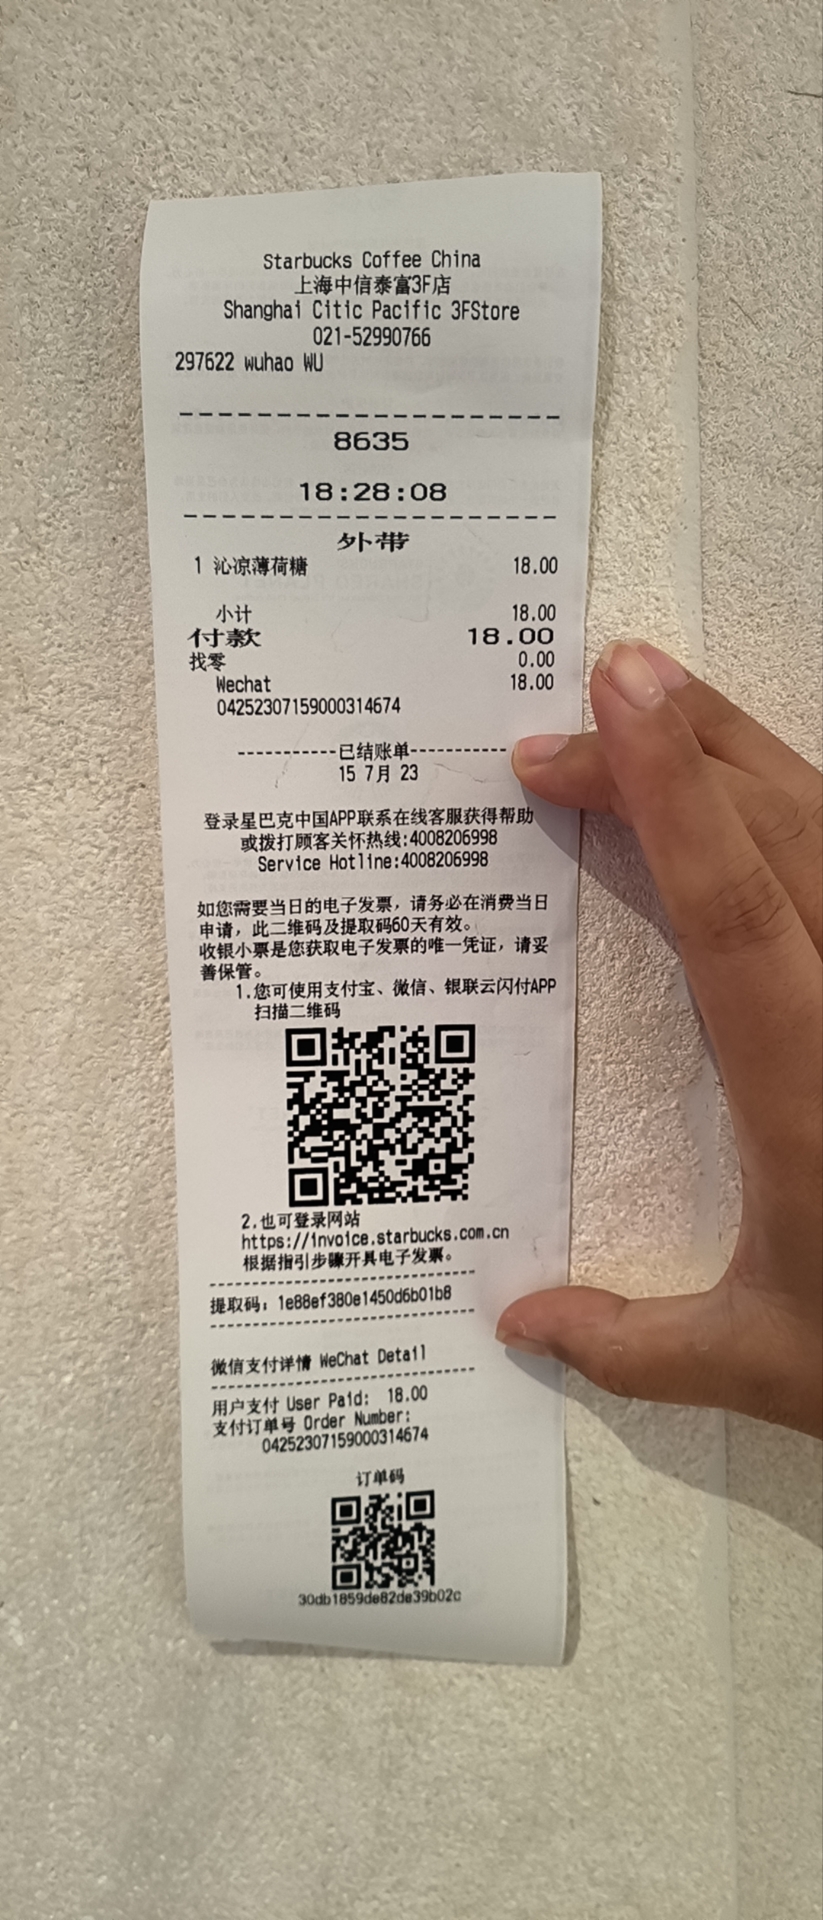 Starbucks Coffee China
上海中信泰富3F店
Shanghai Citic Pacific 3FStore
021-52990766
297622 wuhao WU
8635
18:28:08
外带
1 沁凉薄荷糖 18.00
小计 18.00
付款 18.00
找零 0.00
Wechat 18.00
04252307159000314674
-----------已结账单-----------
15 7月 23
登录星巴克中国APP联系在线客服获得帮助
或拨打顾客关怀热线:4008206998
Service Hotline:4008206998
如您需要当日的电子发票，请务必在消费当日
申请，此二维码及提取码60天有效。
收银小票是您获取电子发票的唯一凭证，请妥
善保管。
1.您可使用支付宝、微信、银联云闪付APP
扫描二维码
2.也可登录网站
https://invoice.starbucks.com.cn
根据指引步骤开具电子发票。
提取码：1e88ef380e1450d6b01b8
微信支付详情 WeChat Detail
用户支付 User Paid: 18.00
支付订单号 Order Number:
04252307159000314674
订单码
30db1859de82de39b02c